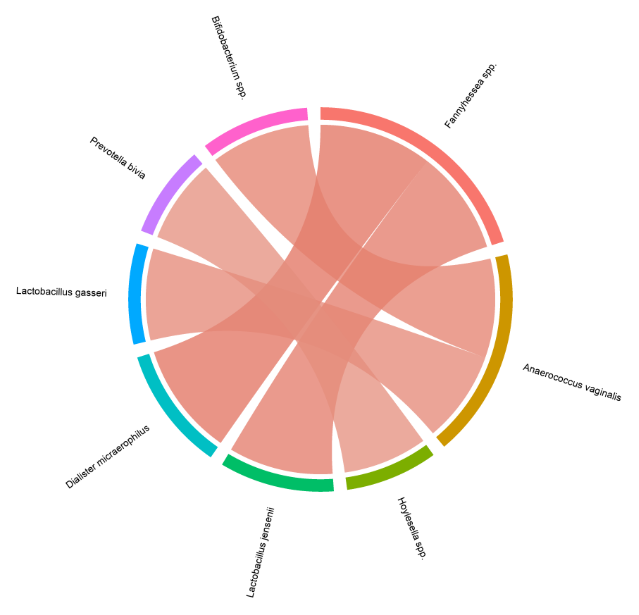 Bifidobacterium spp.
Fannyhessea spp.
Prevotella bivia
Lactobacillus gasseri
Anaerococcus vaginalis
Dialister micraerophilus
Lactobacillus jensenii
Hoylesella spp.